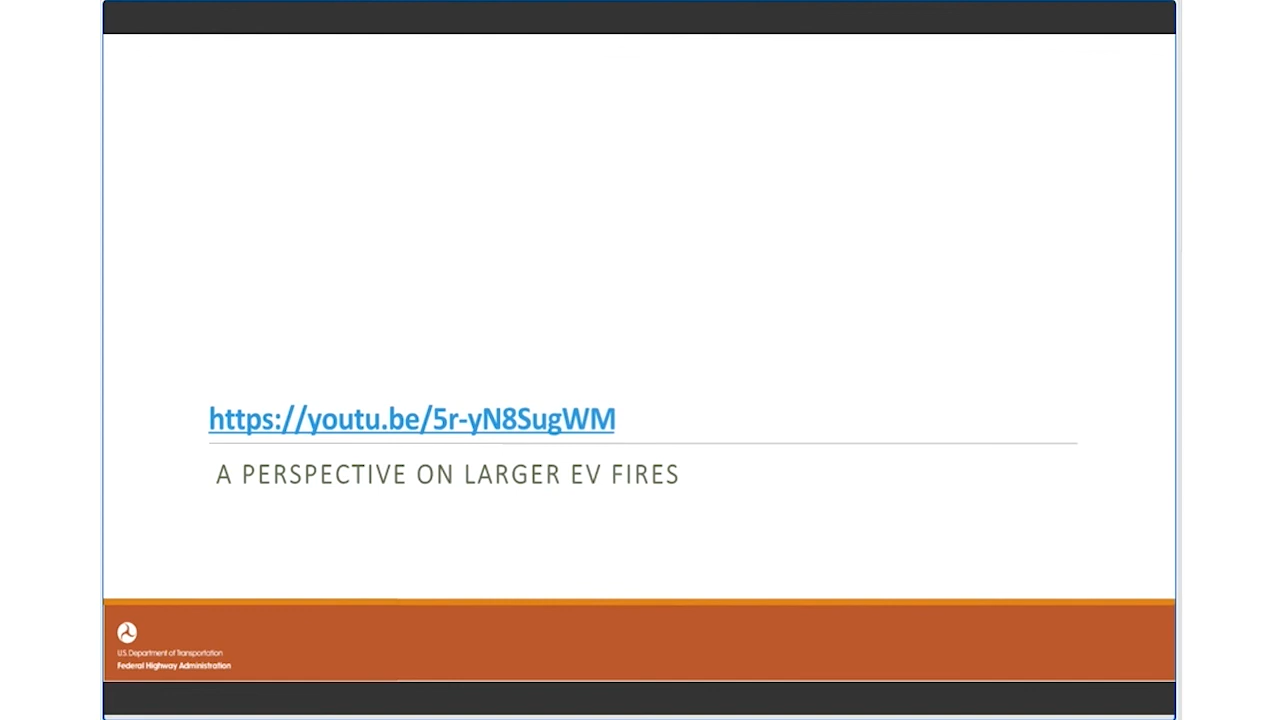 https://youtu.be/5r-yN8SugWM
A PERSPECTIVE ON LARGER EV FIRES
U.S. Department of Transportation
Federal Highway Administration